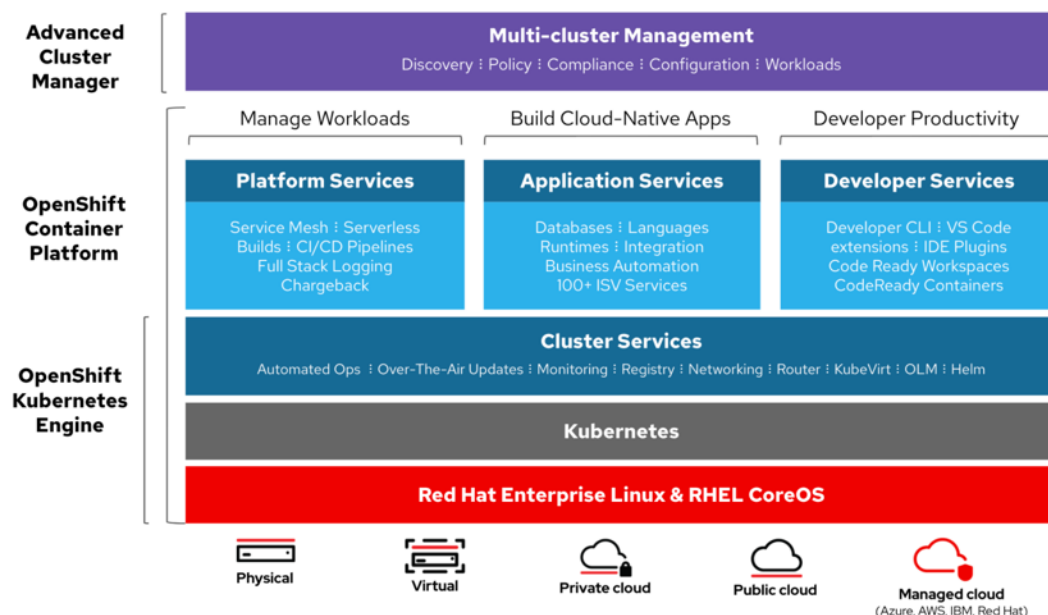 Advanced
Cluster
Manager
Multi-cluster Management
Discovery ⁝ Policy ⁝ Compliance ⁝ Configuration ⁝ Workloads
Manage Workloads
Build Cloud-Native Apps
Developer Productivity
OpenShift
Container
Platform
Platform Services
Service Mesh ⁝ Serverless
Builds ⁝ CI/CD Pipelines
Full Stack Logging
Chargeback
Application Services
Databases ⁝ Languages
Runtimes ⁝ Integration
Business Automation
100+ ISV Services
Developer Services
Developer CLI ⁝ VS Code
extensions ⁝ IDE Plugins
Code Ready Workspaces
CodeReady Containers
OpenShift
Kubernetes
Engine
Cluster Services
Automated Ops ⁝ Over-The-Air Updates ⁝ Monitoring ⁝ Registry ⁝ Networking ⁝ Router ⁝ KubeVirt ⁝ OLM ⁝ Helm
Kubernetes
Red Hat Enterprise Linux & RHEL CoreOS
Physical
Virtual
Private cloud
Public cloud
Managed cloud
(Azure, AWS, IBM, Red Hat)